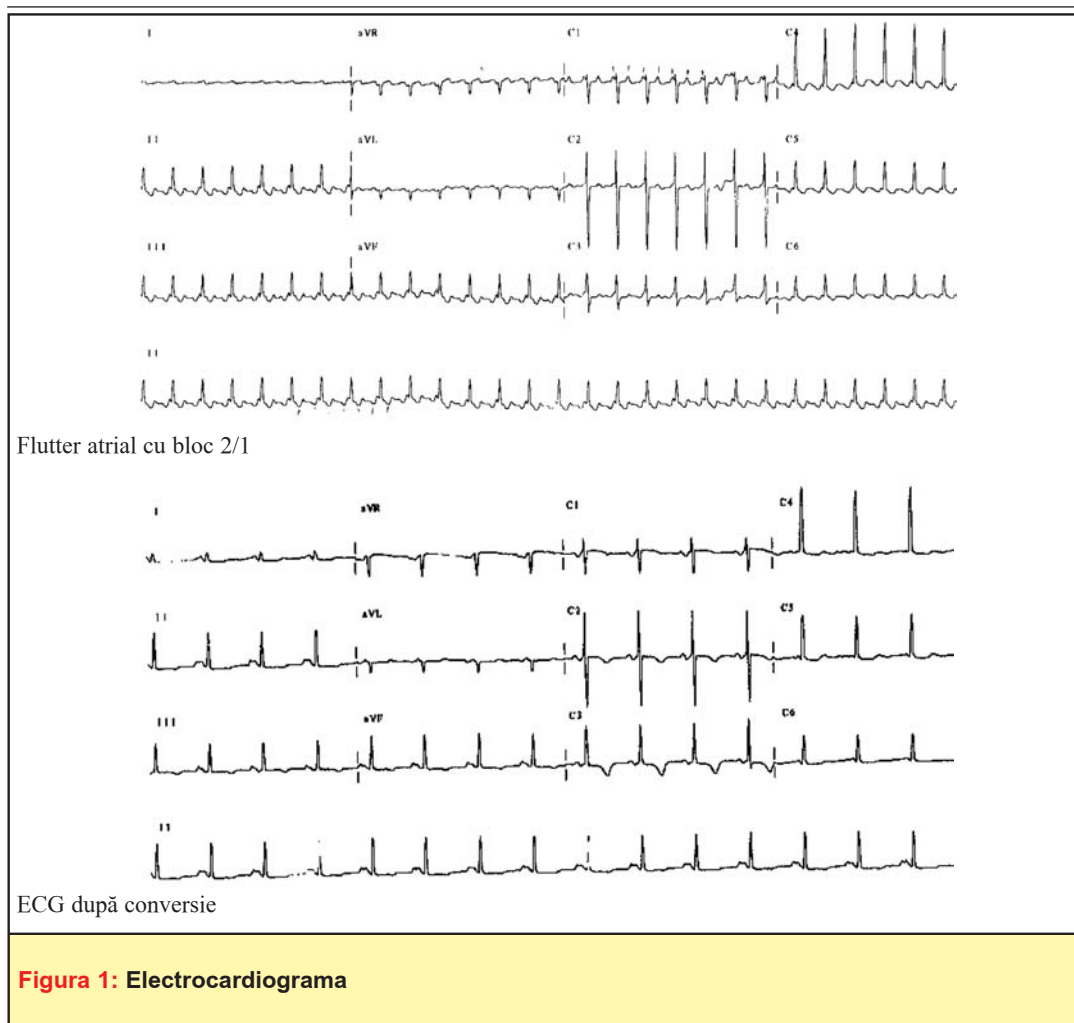 I aVR C1 C4
II aVL C2 C5
III aVF C3 C6
II
Flutter atrial cu bloc 2/1
I aVR C1 C4
II aVL C2 C5
III aVF C3 C6
II
ECG după conversie
Figura 1: Electrocardiograma